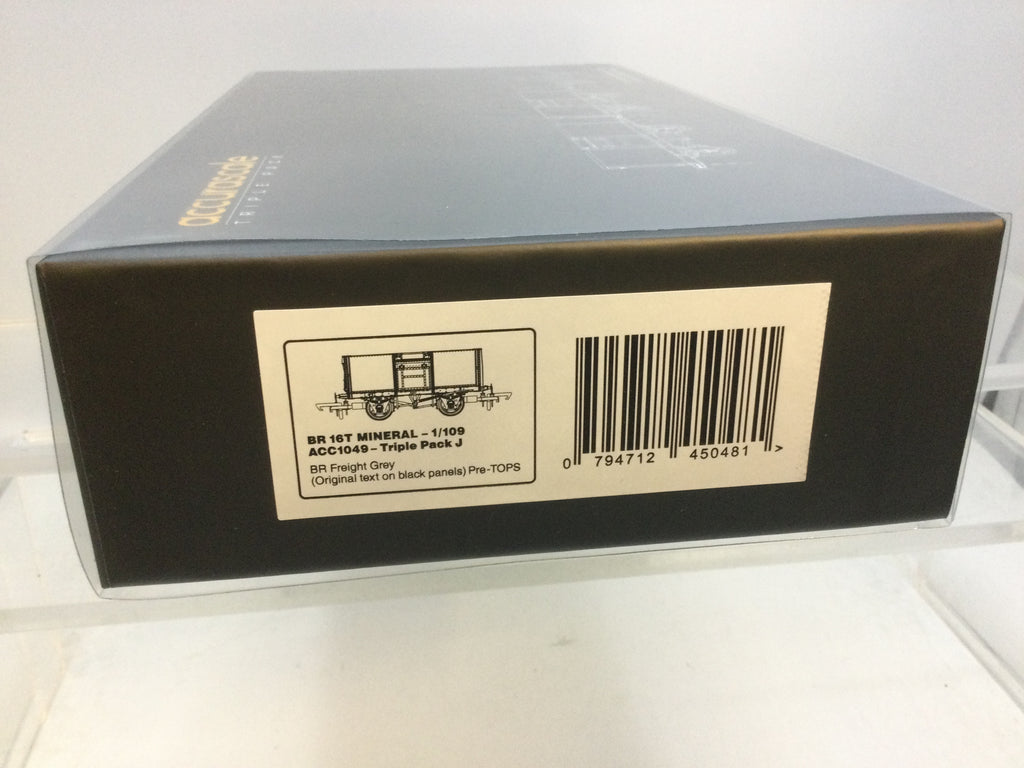 accurascale
TRIPLE PACK
BR 16T MINERAL – 1/109
ACC1049 – Triple Pack J
BR Freight Grey
(Original text on black panels) Pre-TOPS
0 794712 450481 >